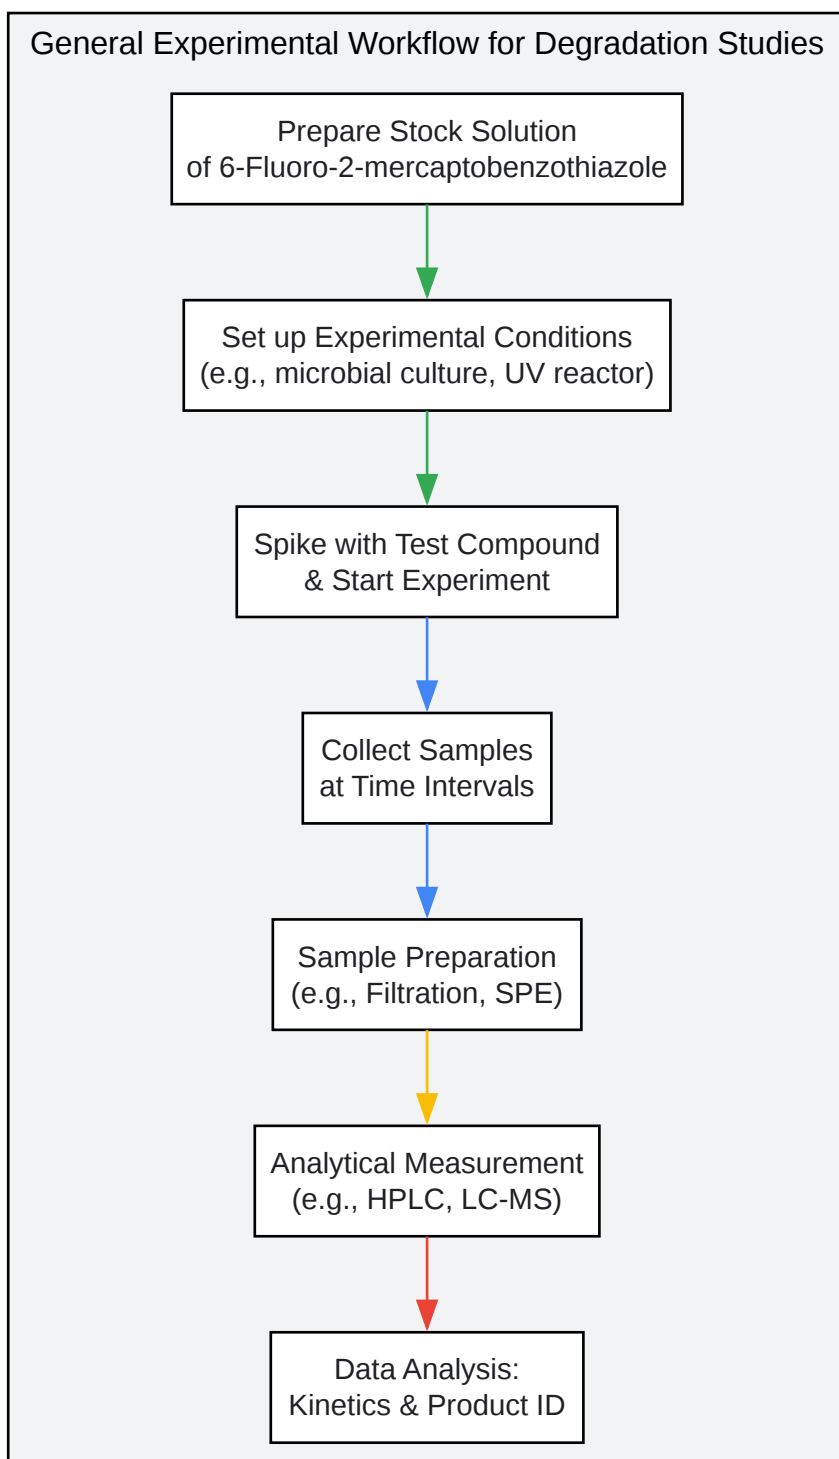 General Experimental Workflow for Degradation Studies
Prepare Stock Solution
of 6-Fluoro-2-mercaptobenzothiazole
Set up Experimental Conditions
(e.g., microbial culture, UV reactor)
Spike with Test Compound
& Start Experiment
Collect Samples
at Time Intervals
Sample Preparation
(e.g., Filtration, SPE)
Analytical Measurement
(e.g., HPLC, LC-MS)
Data Analysis:
Kinetics & Product ID